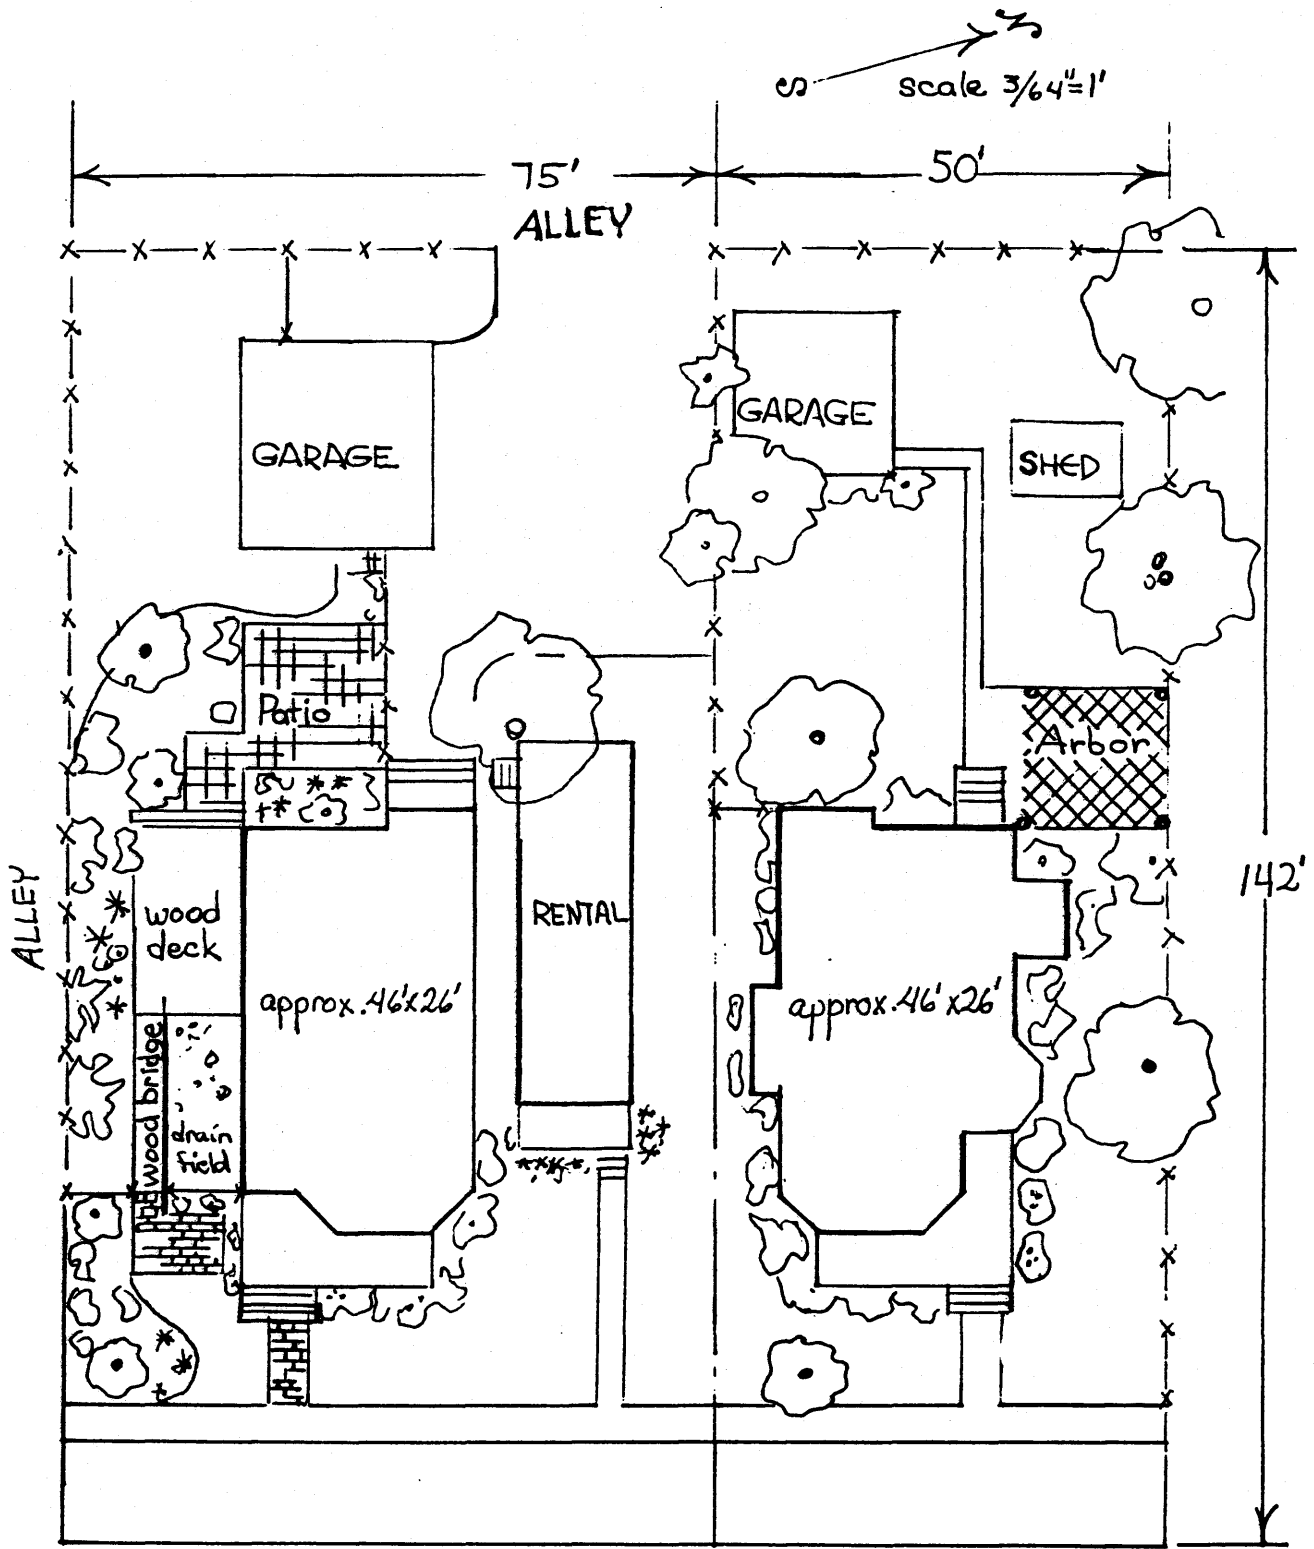 N
S
scale 3/64"=1'
75'
50'
ALLEY
GARAGE
GARAGE
SHED
Patio
Arbor
ALLEY
wood
deck
RENTAL
142'
approx. 46'x26'
approx. 46'x26'
wood bridge
drain
field